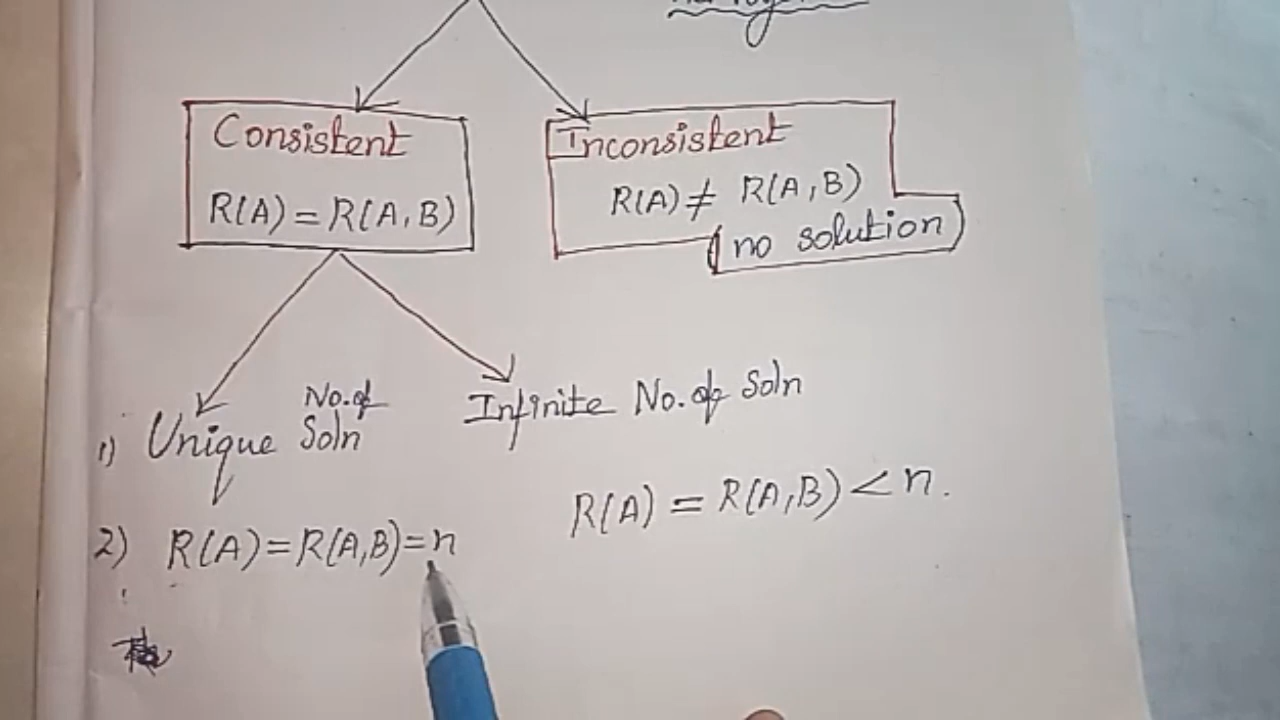 Consistent
R(A) = R(A,B)
Inconsistent
R(A) ≠ R(A,B)
no solution
1) Unique No. of Soln
Infinite No. of Soln
2) R(A) = R(A,B) = n
R(A) = R(A,B) < n.